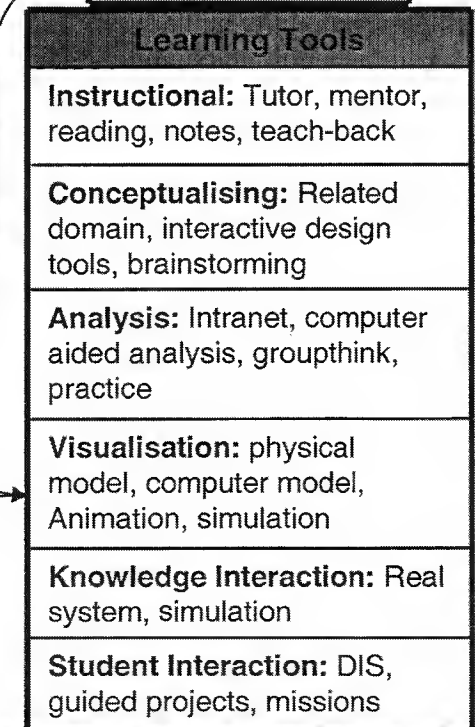 Learning Tools
Instructional: Tutor, mentor,
reading, notes, teach-back
Conceptualising: Related
domain, interactive design
tools, brainstorming
Analysis: Intranet, computer
aided analysis, groupthink,
practice
Visualisation: physical
model, computer model,
Animation, simulation
Knowledge Interaction: Real
system, simulation
Student Interaction: DIS,
guided projects, missions